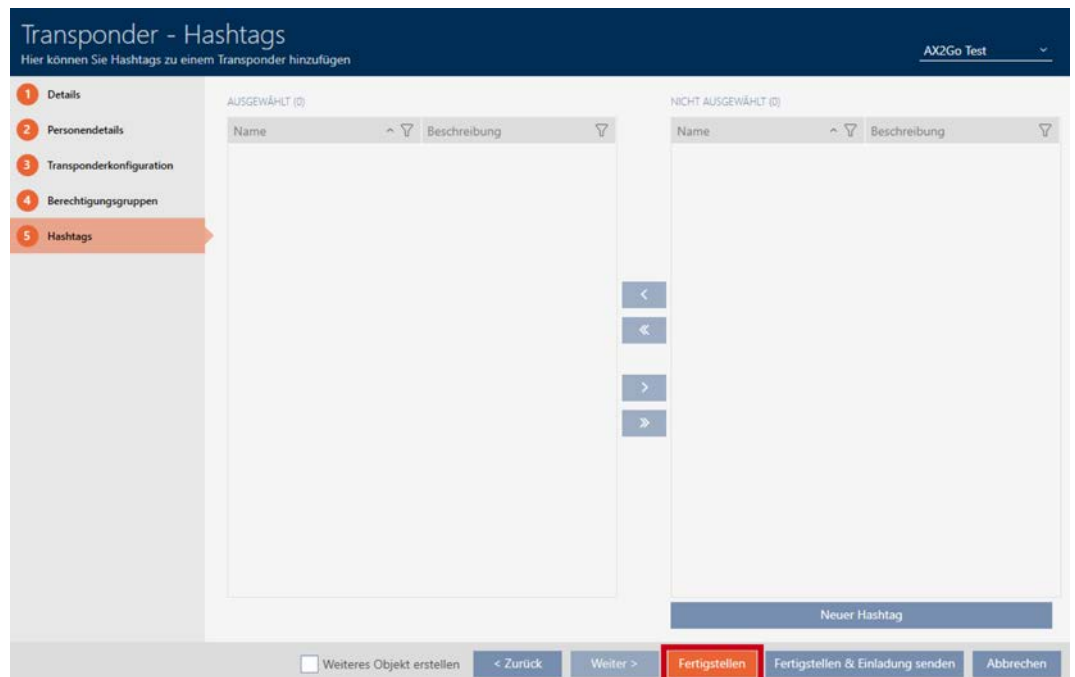 Transponder - Hashtags
Hier können Sie Hashtags zu einem Transponder hinzufügen
AX2Go Test
1 Details
2 Personendetails
3 Transponderkonfiguration
4 Berechtigungsgruppen
5 Hashtags
AUSGEWÄHLT (0)
Name Beschreibung
NICHT AUSGEWÄHLT (0)
Name Beschreibung
<
«
>
»
Neuer Hashtag
Weiteres Objekt erstellen < Zurück Weiter > Fertigstellen Fertigstellen & Einladung senden Abbrechen